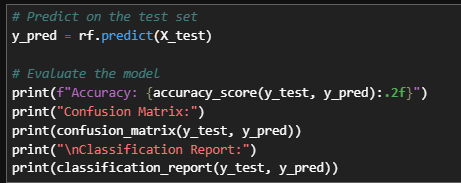 # Predict on the test set
y_pred = rf.predict(X_test)
# Evaluate the model
print(f"Accuracy: {accuracy_score(y_test, y_pred):.2f}")
print("Confusion Matrix:")
print(confusion_matrix(y_test, y_pred))
print("\nClassification Report:")
print(classification_report(y_test, y_pred))